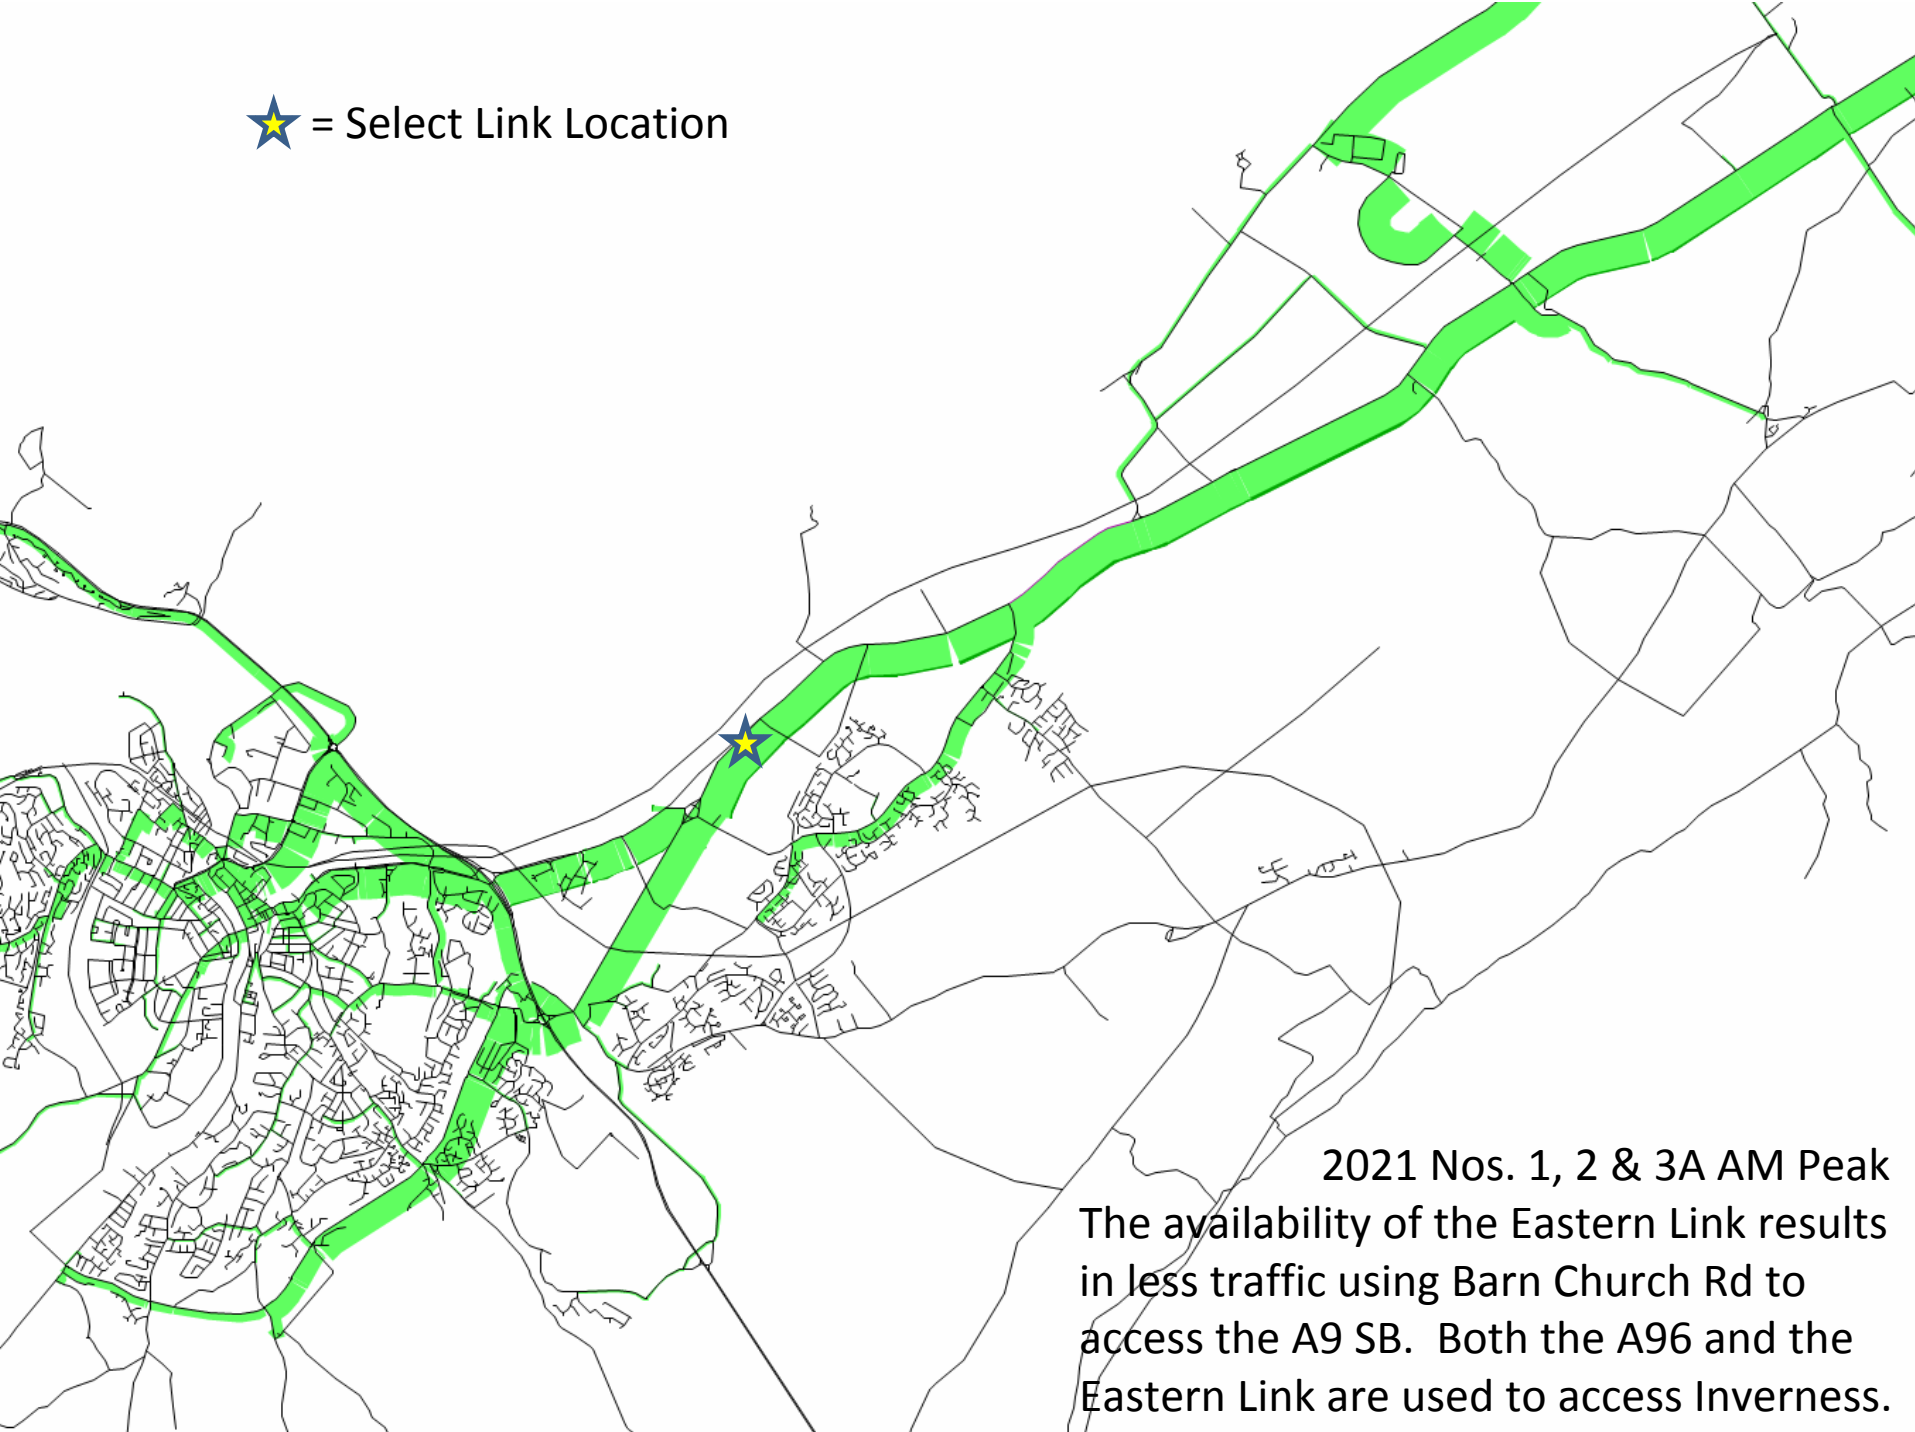 = Select Link Location
2021 Nos. 1, 2 & 3A AM Peak
The availability of the Eastern Link results
in less traffic using Barn Church Rd to
access the A9 SB.  Both the A96 and the
Eastern Link are used to access Inverness.